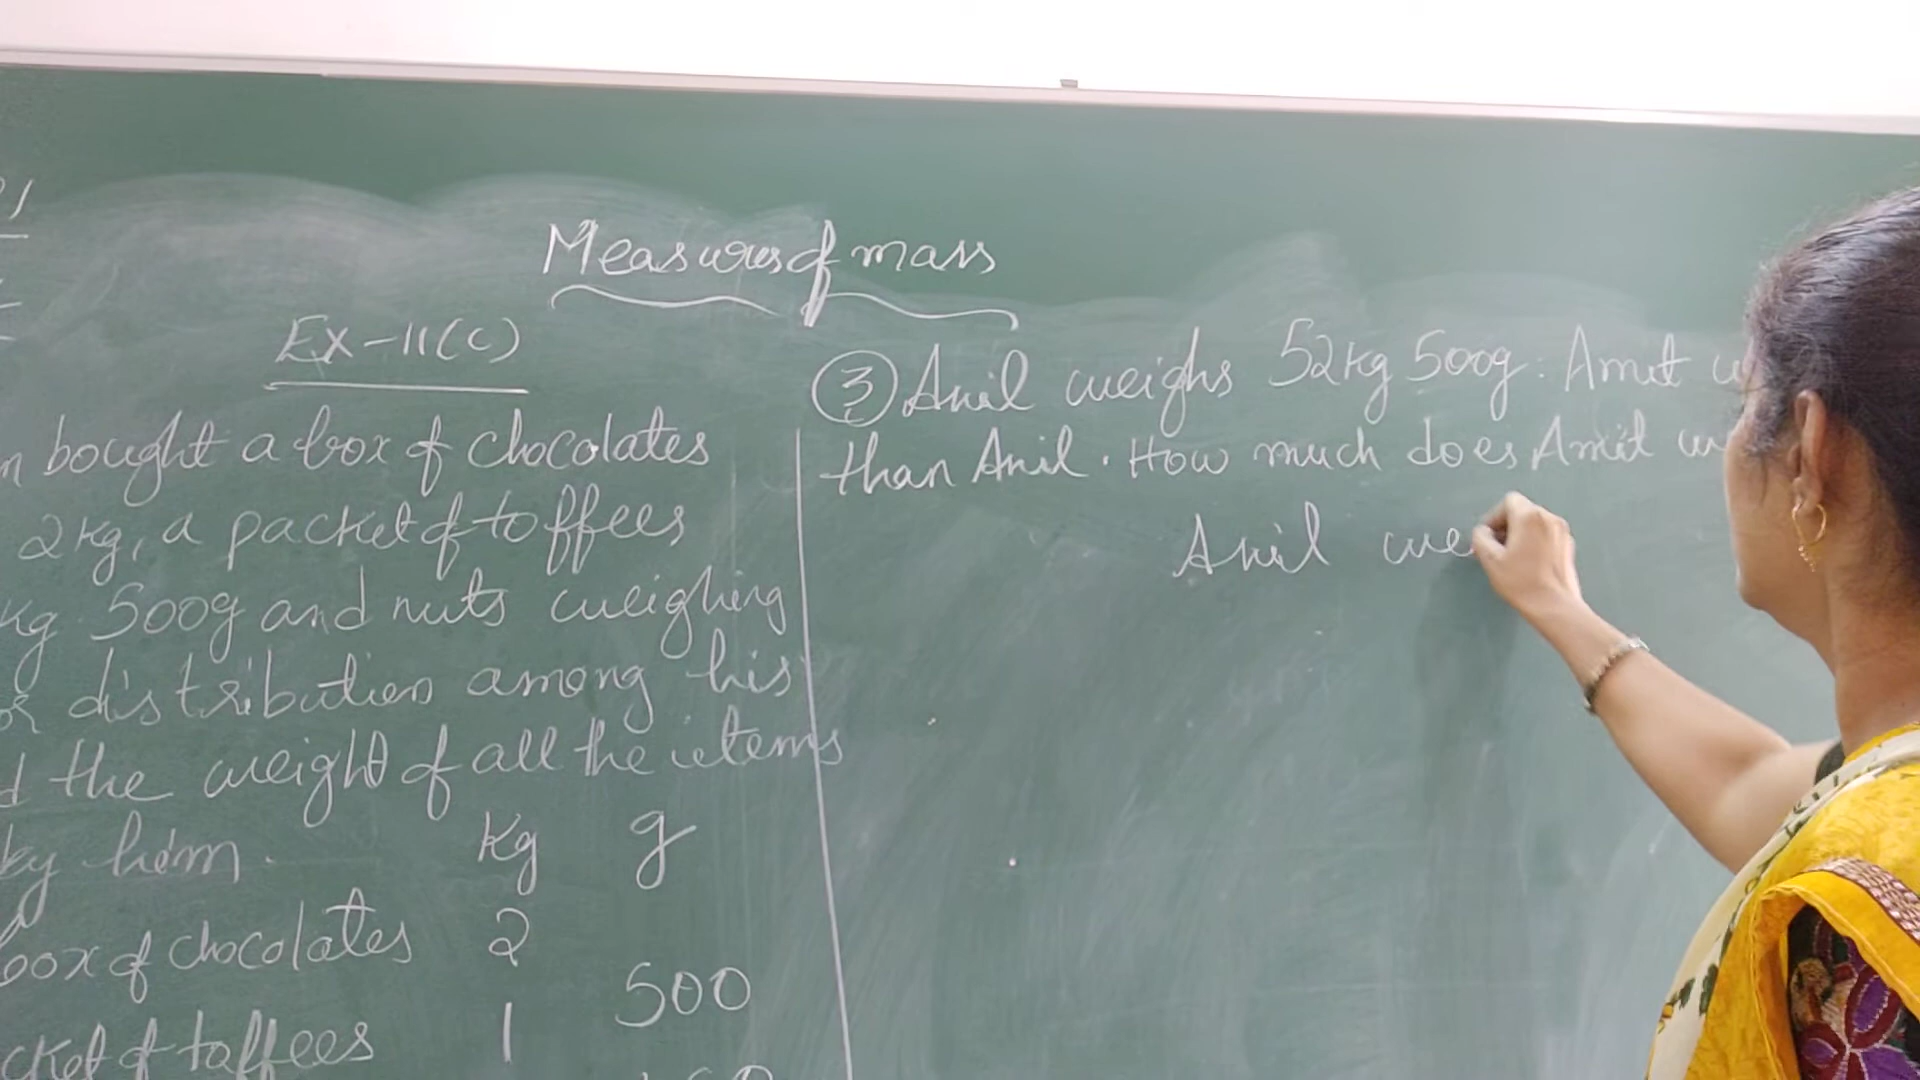 Measures of mass
Ex-11(c)
bought a box of chocolates
2 kg, a packet of toffees
kg 500g and nuts weighing
distribution among his
the weight of all the items
by him.
kg g
box of chocolates 2
500
of toffees 1
③ Anil weighs 52kg 500g. Amit
than Anil. How much does Amit
Anil we